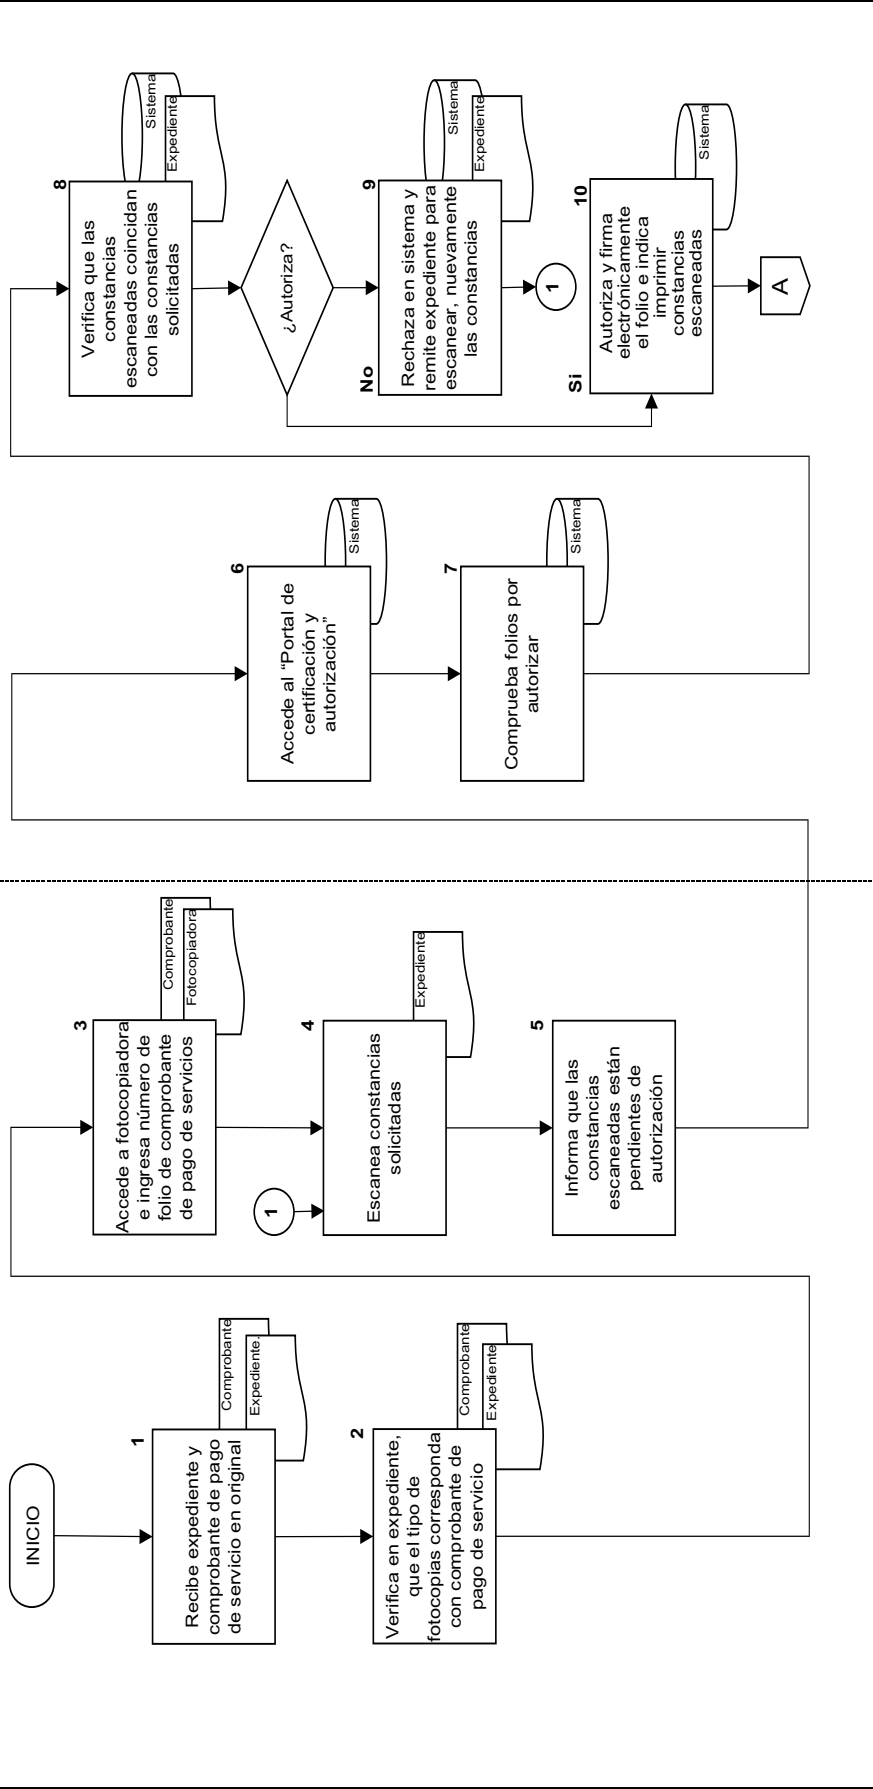 INICIO
1
Recibe expediente y
comprobante de pago
de servicio en original
Comprobante
Expediente.
2
Verifica en expediente,
que el tipo de
fotocopias corresponda
con comprobante de
pago de servicio
Comprobante
Expediente
3
Accede a fotocopiadora
e ingresa número de
folio de comprobante
de pago de servicios
Comprobante
Fotocopiadora
1
4
Escanea constancias
solicitadas
Expediente
5
Informa que las
constancias
escaneadas están
pendientes de
autorización
6
Accede al “Portal de
certificación y
autorización”
Sistema
7
Comprueba folios por
autorizar
Sistema
8
Verifica que las
constancias
escaneadas coincidan
con las constancias
solicitadas
Sistema
Expediente
¿Autoriza?
No
9
Rechaza en sistema y
remite expediente para
escanear, nuevamente
las constancias
Sistema
Expediente
1
Si
10
Autoriza y firma
electrónicamente
el folio e indica
imprimir
constancias
escaneadas
Sistema
A